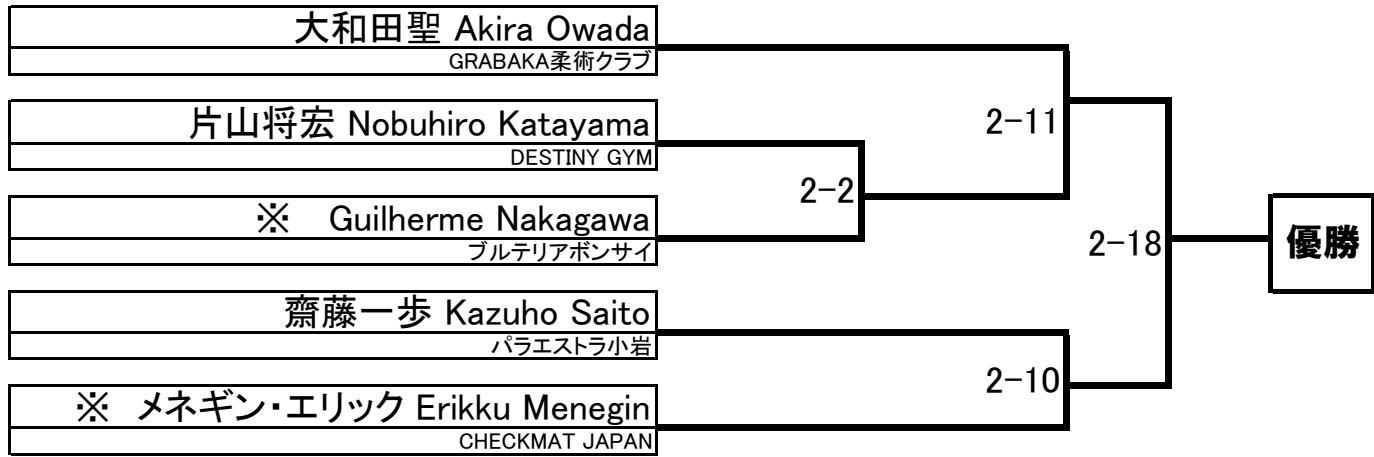 大和田聖 Akira Owada
GRABAKA柔術クラブ
片山将宏 Nobuhiro Katayama
DESTINY GYM
※　Guilherme Nakagawa
ブルテリアボンサイ
齋藤一歩 Kazuho Saito
パラエストラ小岩
※　メネギン・エリック Erikku Menegin
CHECKMAT JAPAN
2-2
2-11
2-10
2-18
優勝